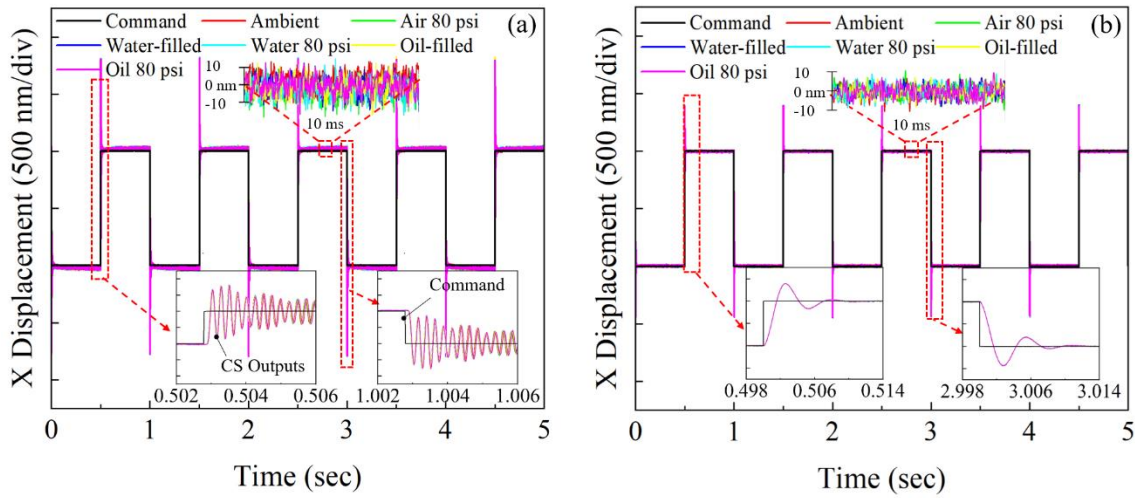 Command Ambient Air 80 psi (a)
Water-filled Water 80 psi Oil-filled
Oil 80 psi
10
0 nm
-10
10 ms
X Displacement (500 nm/div)
Command
CS Outputs
0.502 0.504 0.506
1.002 1.004 1.006
0 1 2 3 4 5
Time (sec)
Command Ambient Air 80 psi (b)
Water-filled Water 80 psi Oil-filled
Oil 80 psi
10
0 nm
-10
10 ms
X Displacement (500 nm/div)
0.498 0.506 0.514
2.998 3.006 3.014
0 1 2 3 4 5
Time (sec)